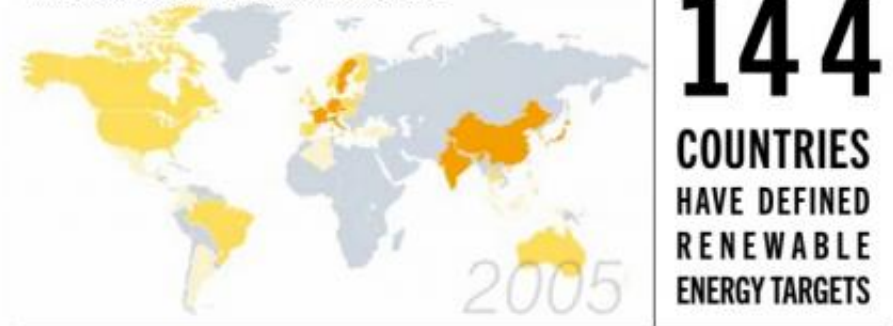 2005
144
COUNTRIES
HAVE DEFINED
RENEWABLE
ENERGY TARGETS